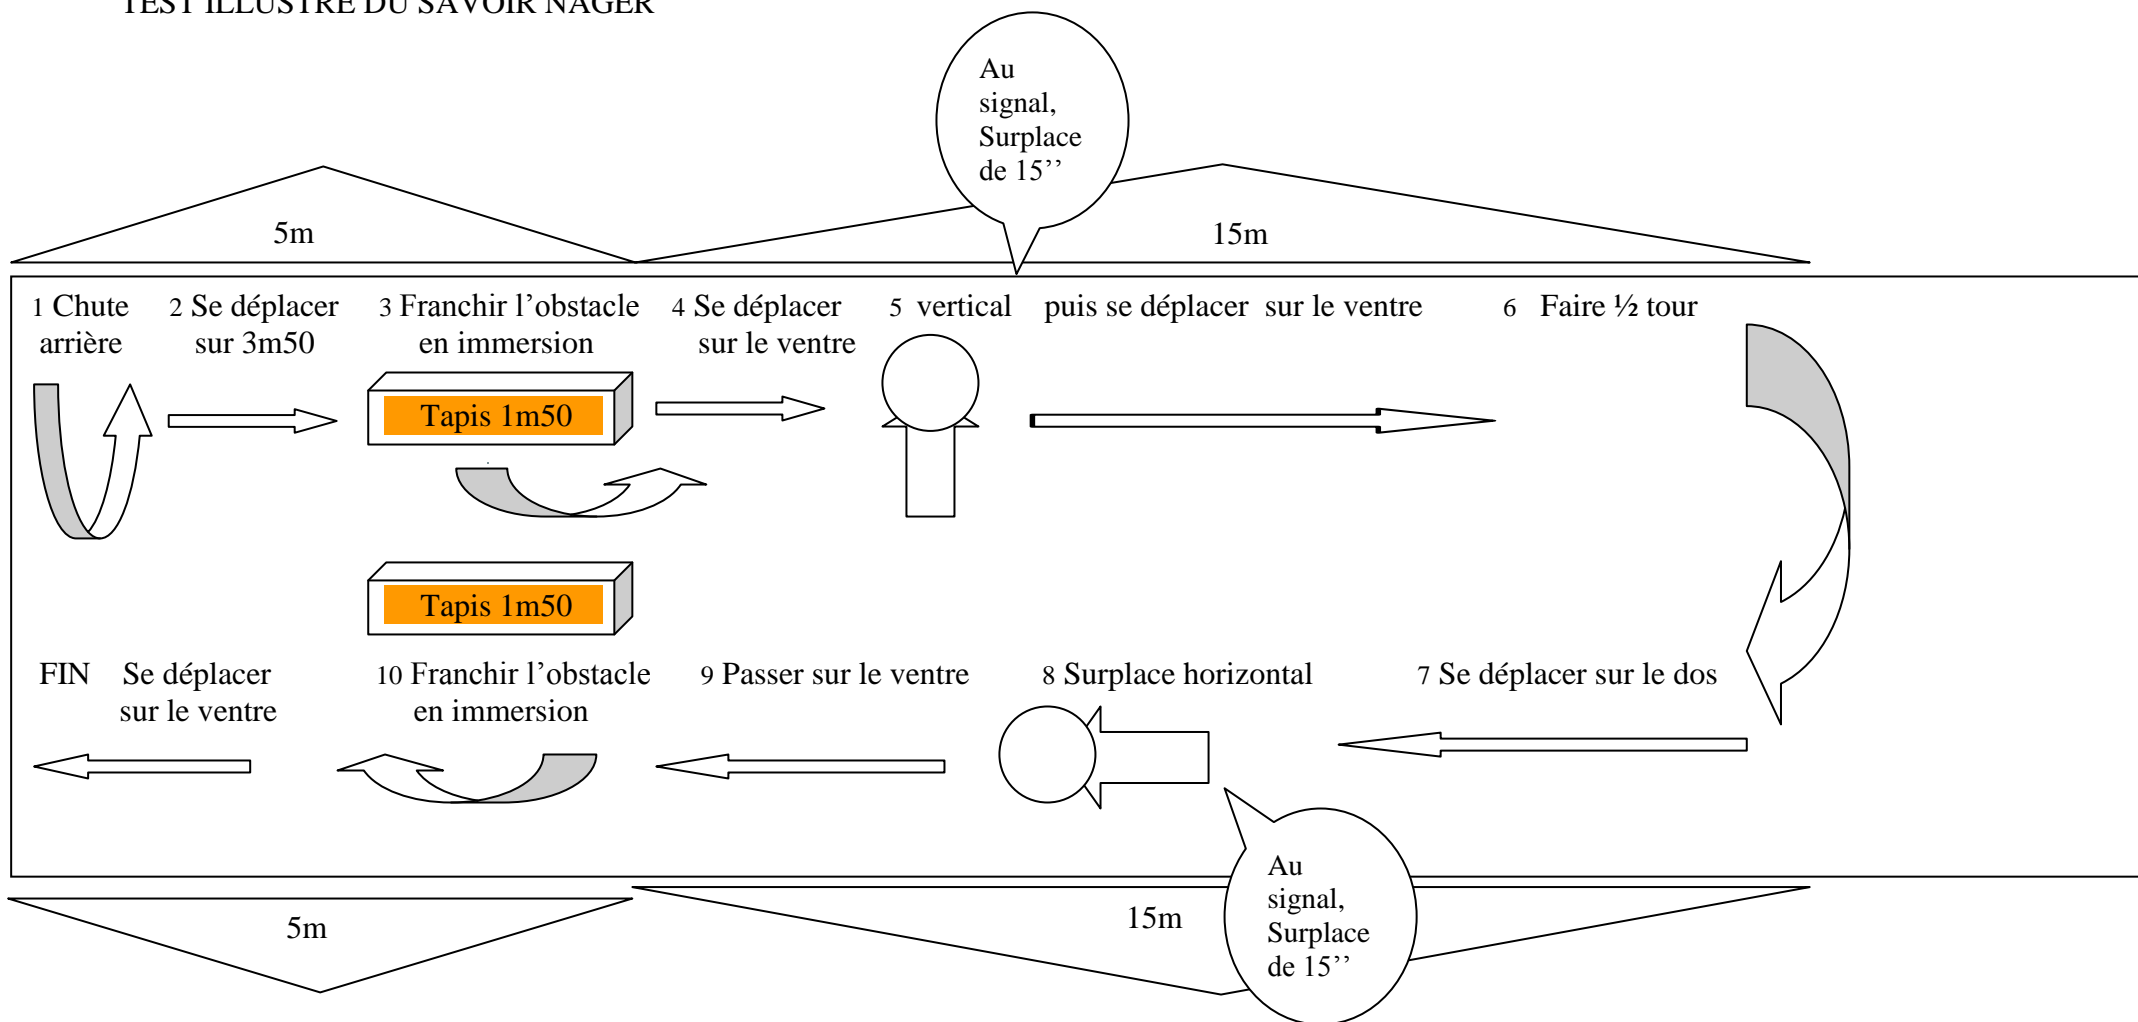 TEST ILLUSTRE DU SAVOIR NAGER
Au
signal,
Surplace
de 15’’
5m
15m
1 Chute
arrière
2 Se déplacer
sur 3m50
3 Franchir l’obstacle
en immersion
4 Se déplacer
sur le ventre
5 vertical puis se déplacer sur le ventre
6 Faire ½ tour
Tapis 1m50
Tapis 1m50
FIN Se déplacer
sur le ventre
10 Franchir l’obstacle
en immersion
9 Passer sur le ventre
8 Surplace horizontal
7 Se déplacer sur le dos
Au
signal,
Surplace
de 15’’
5m
15m